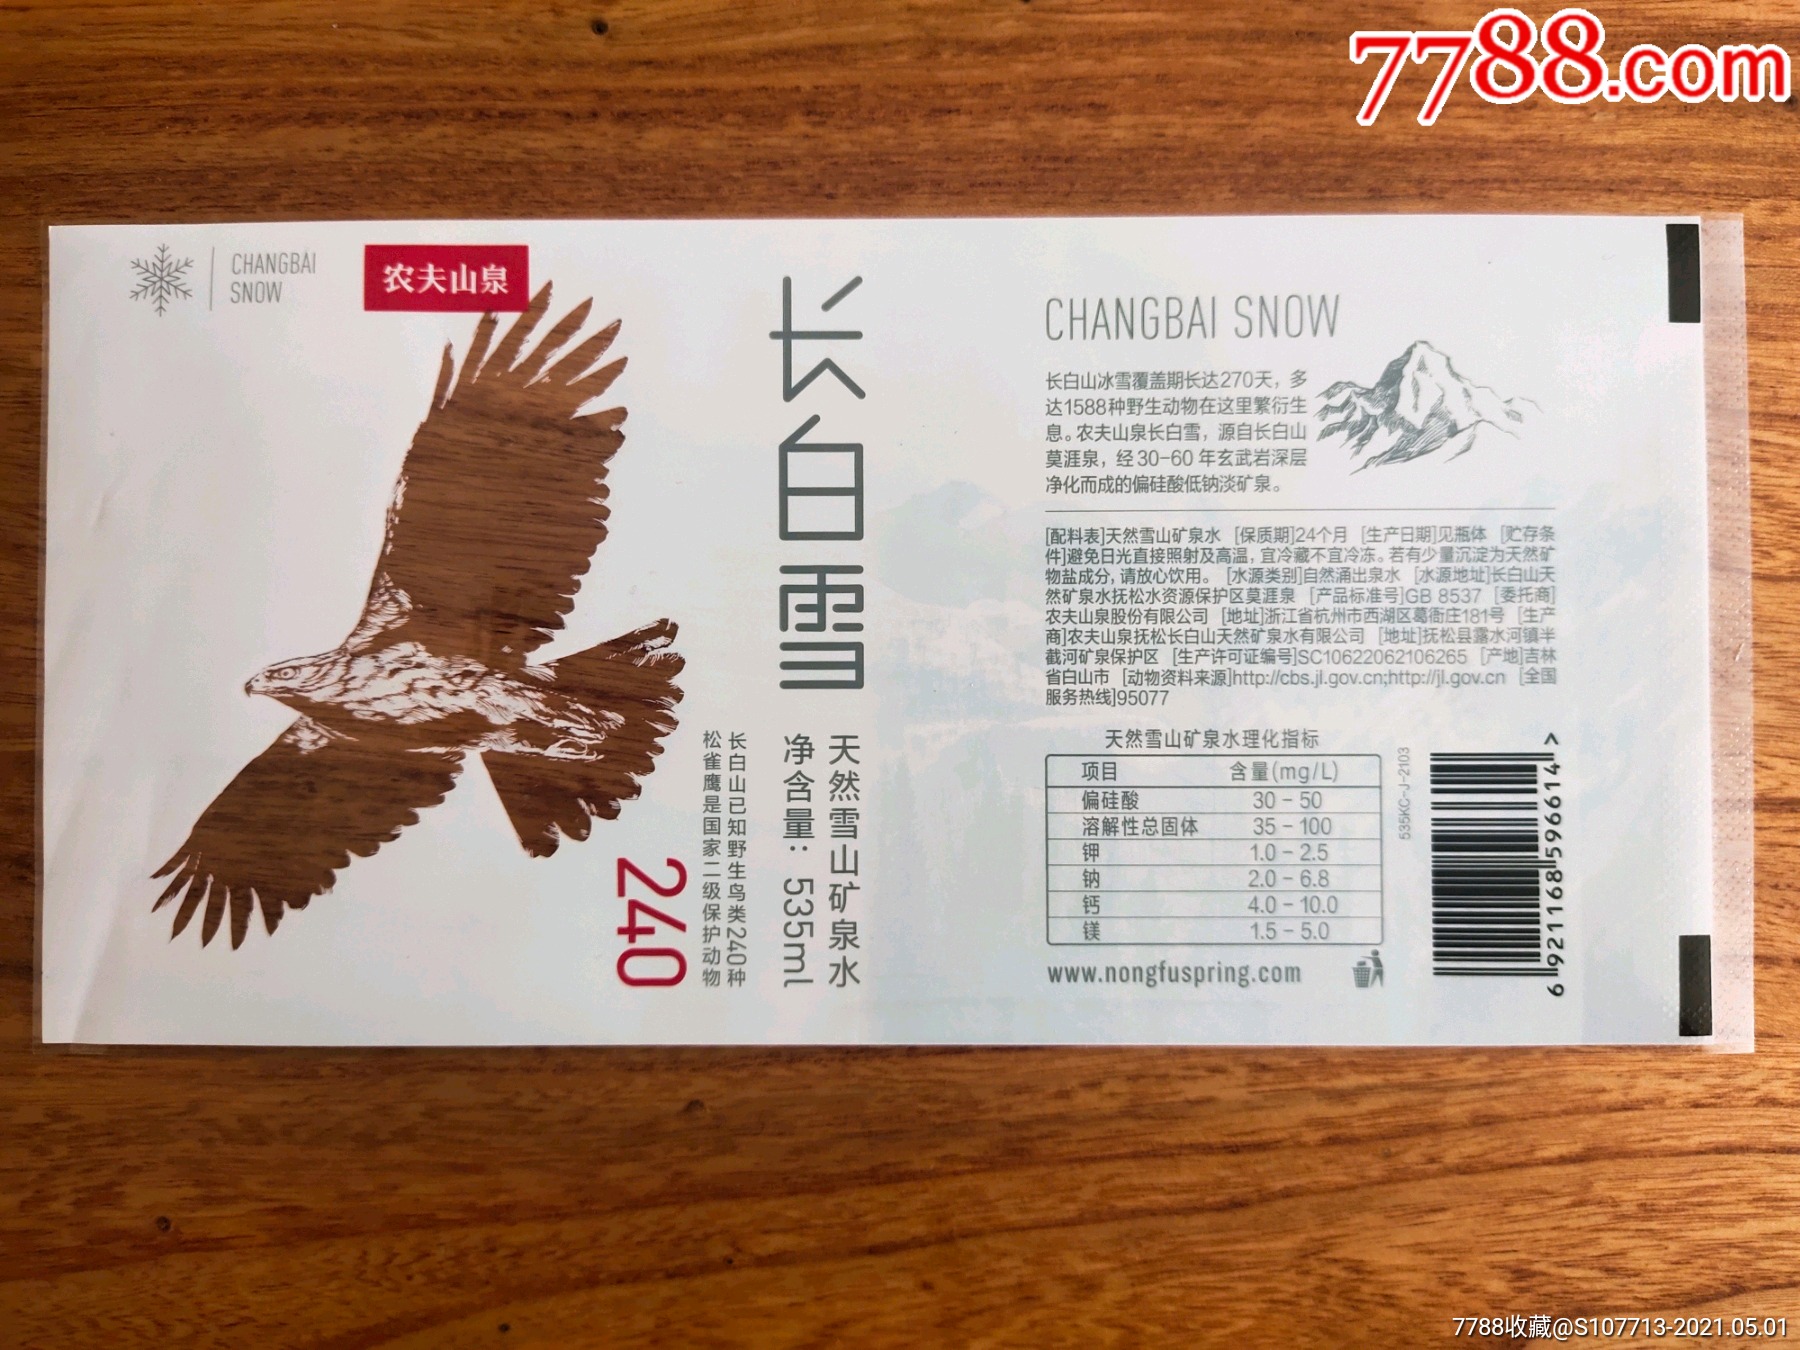 7788.com
CHANGBAI
SNOW
农夫山泉
长白雪
天然雪山矿泉水
净含量：535ml
长白山已知野生鸟类240种
松雀鹰是国家二级保护动物
240
CHANGBAI SNOW
长白山冰雪覆盖期长达270天，多
达1588种野生动物在这里繁衍生
息。农夫山泉长白雪，源自长白山
莫涯泉，经30-60 年玄武岩深层
净化而成的偏硅酸低钠淡矿泉。
[配料表]天然雪山矿泉水 [保质期]24个月 [生产日期]见瓶体 [贮存条
件]避免日光直接照射及高温，宜冷藏不宜冷冻。若有少量沉淀为天然矿
物盐成分，请放心饮用。 [水源类别]自然涌出泉水 [水源地址]长白山天
然矿泉水抚松水资源保护区莫涯泉 [产品标准号]GB 8537 [委托商]
农夫山泉股份有限公司 [地址]浙江省杭州市西湖区葛衙庄181号 [生产
商]农夫山泉抚松长白山天然矿泉水有限公司 [地址]抚松县露水河镇半
截河矿泉保护区 [生产许可证编号]SC10622062106265 [产地]吉林
省白山市 [动物资料来源]http://cbs.jl.gov.cn;http://jl.gov.cn [全国
服务热线]95077
天然雪山矿泉水理化指标
项目 含量(mg/L)
偏硅酸 30 - 50
溶解性总固体 35 - 100
钾 1.0 - 2.5
钠 2.0 - 6.8
钙 4.0 - 10.0
镁 1.5 - 5.0
www.nongfuspring.com
535KC-J-2103
6 921168 596614 >
7788收藏@S107713-2021.05.01